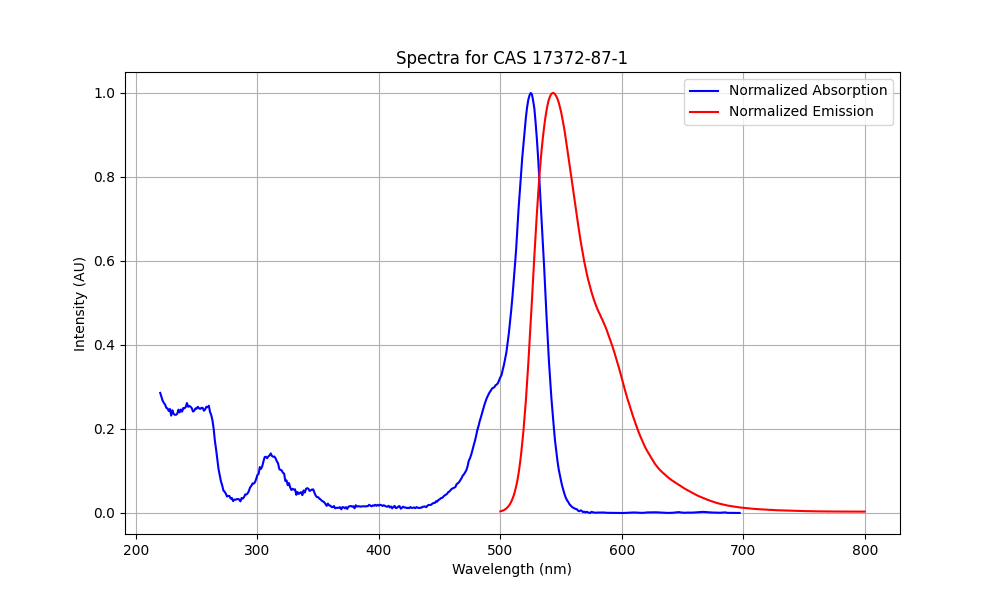 Spectra for CAS 17372-87-1
Normalized Absorption
Normalized Emission
Intensity (AU)
1.0
0.8
0.6
0.4
0.2
0.0
200 300 400 500 600 700 800
Wavelength (nm)